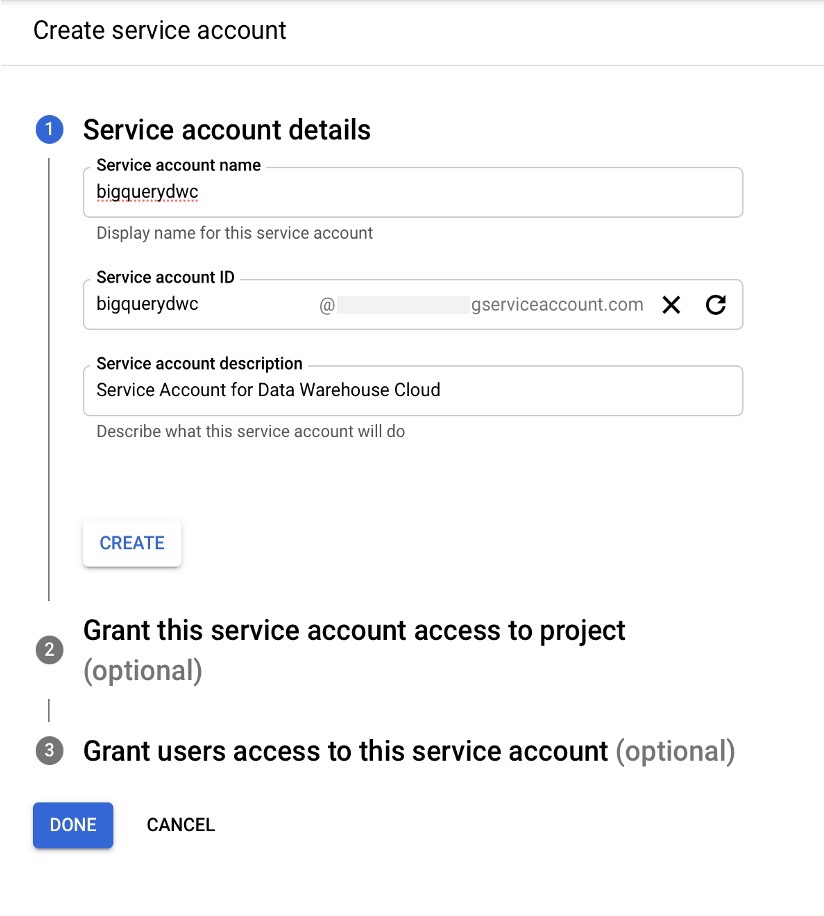 Create service account
1 Service account details
Service account name
bigquerydwc
Display name for this service account
Service account ID
bigquerydwc @ gserviceaccount.com
Service account description
Service Account for Data Warehouse Cloud
Describe what this service account will do
CREATE
2 Grant this service account access to project
(optional)
3 Grant users access to this service account (optional)
DONE CANCEL